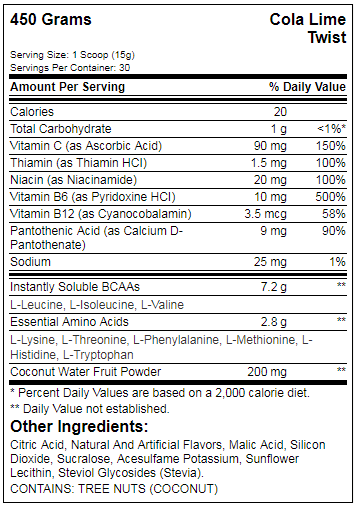 450 Grams Cola Lime
Twist
Serving Size: 1 Scoop (15g)
Servings Per Container: 30
Amount Per Serving % Daily Value
Calories 20
Total Carbohydrate 1 g <1%*
Vitamin C (as Ascorbic Acid) 90 mg 150%
Thiamin (as Thiamin HCl) 1.5 mg 100%
Niacin (as Niacinamide) 20 mg 100%
Vitamin B6 (as Pyridoxine HCl) 10 mg 500%
Vitamin B12 (as Cyanocobalamin) 3.5 mcg 58%
Pantothenic Acid (as Calcium D- 9 mg 90%
Pantothenate)
Sodium 25 mg 1%
Instantly Soluble BCAAs 7.2 g **
L-Leucine, L-Isoleucine, L-Valine
Essential Amino Acids 2.8 g **
L-Lysine, L-Threonine, L-Phenylalanine, L-Methionine, L-
Histidine, L-Tryptophan
Coconut Water Fruit Powder 200 mg **
* Percent Daily Values are based on a 2,000 calorie diet.
** Daily Value not established.
Other Ingredients:
Citric Acid, Natural And Artificial Flavors, Malic Acid, Silicon
Dioxide, Sucralose, Acesulfame Potassium, Sunflower
Lecithin, Steviol Glycosides (Stevia).
CONTAINS: TREE NUTS (COCONUT)